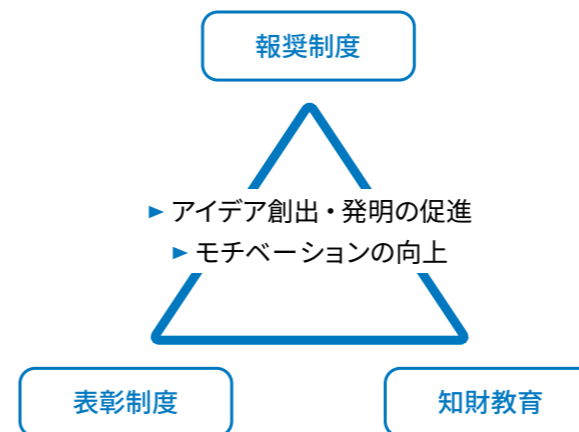 報奨制度
► アイデア創出・発明の促進
► モチベーションの向上
表彰制度
知財教育